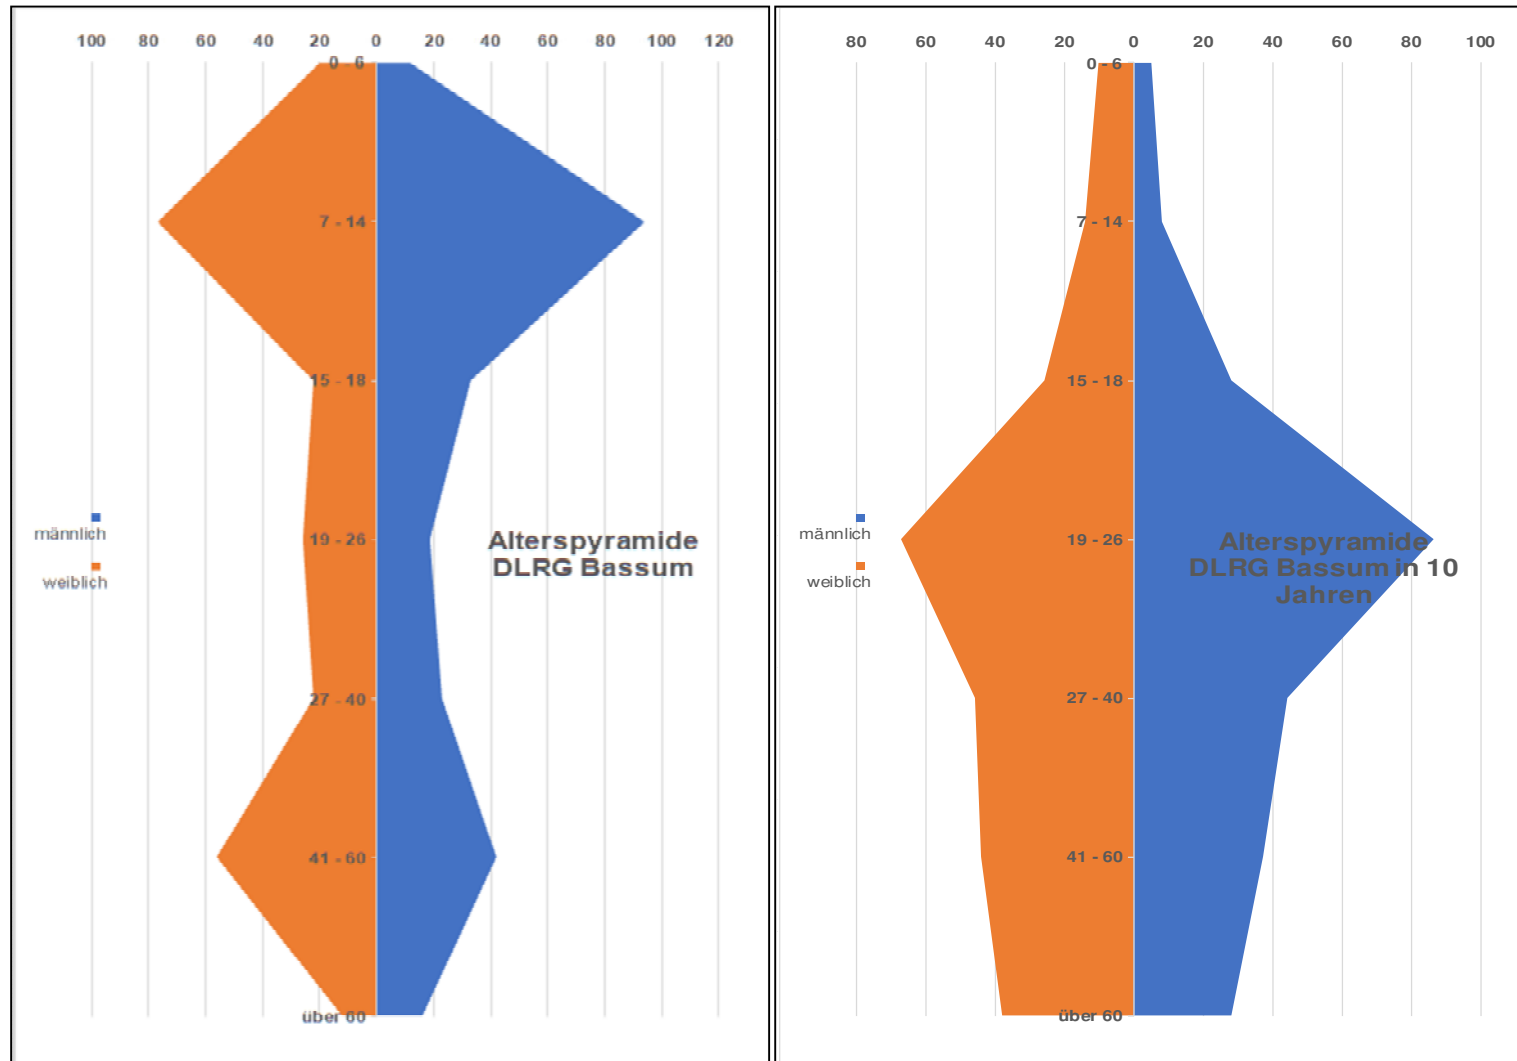 100 80 60 40 20 0 20 40 60 80 100 120
0 - 6
7 - 14
15 - 18
19 - 26
27 - 40
41 - 60
über 60
männlich
weiblich
Alterspyramide
DLRG Bassum
80 60 40 20 0 20 40 60 80 100
0 - 6
7 - 14
15 - 18
19 - 26
27 - 40
41 - 60
über 60
männlich
weiblich
Alterspyramide
DLRG Bassum in 10
Jahren